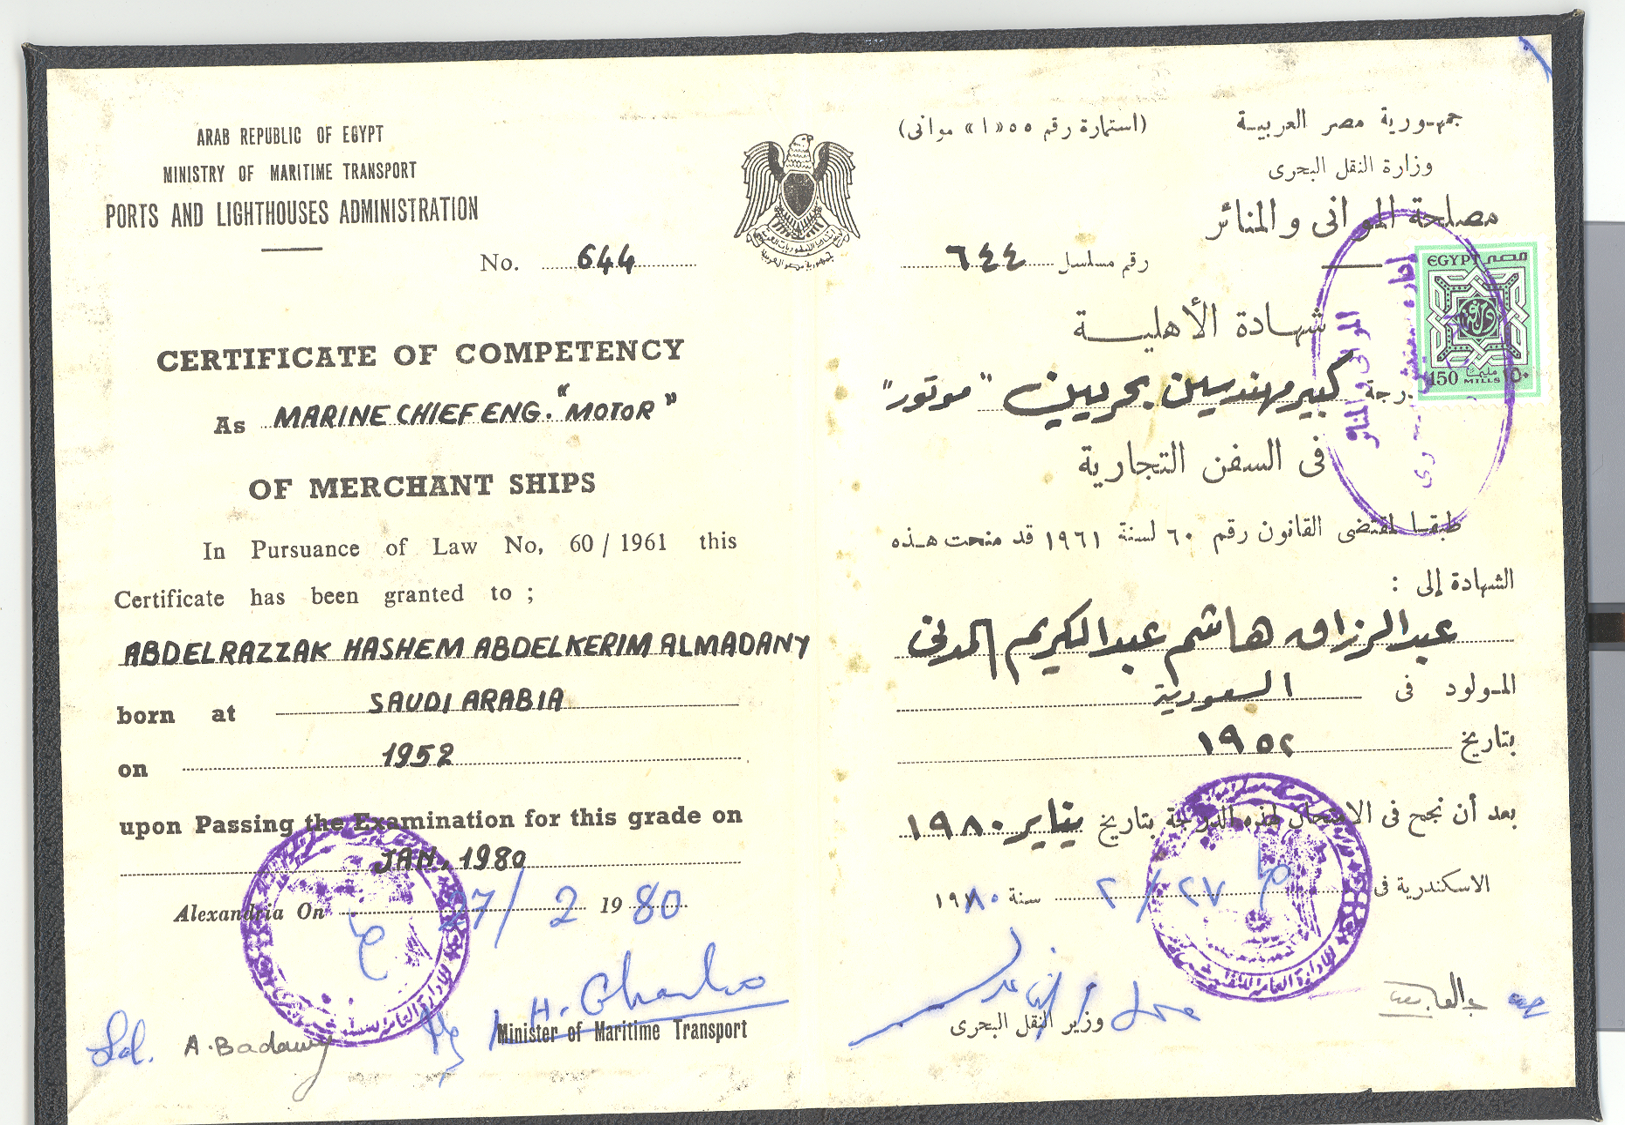 ARAB REPUBLIC OF EGYPT
MINISTRY OF MARITIME TRANSPORT
PORTS AND LIGHTHOUSES ADMINISTRATION
No. 644
CERTIFICATE OF COMPETENCY
As MARINE CHIEF ENG. "MOTOR"
OF MERCHANT SHIPS
In Pursuance of Law No, 60/1961 this
Certificate has been granted to ;
ABDELRAZZAK HASHEM ABDELKERIM ALMADANY
born at SAUDI ARABIA
on 1952
upon Passing the Examination for this grade on
JAN. 1980
Alexandria On 27/2 1980
A. Badawy
Minister of Maritime Transport
جمهورية مصر العربية
(استمارة رقم ٥٥ «ا» موانى)
وزارة النقل البحرى
مصلحة الموانى والمنائر
رقم مسلسل ٦٤٤
EGYPT مصر
150 MILLS مليما ١٥٠
شهادة الأهلية
بدرجة كبير مهندسين بحريين "موتور"
فى السفن التجارية
طبقا لمقتضى القانون رقم ٦٠ لسنة ١٩٦١ قد منحت هذه
الشهادة إلى :
عبدالرزاق هاشم عبدالكريم المدنى
المولود فى السعودية
بتاريخ ١٩٥٢
بعد أن نجح فى الامتحان لهذه الدرجة بتاريخ يناير ١٩٨٠
الاسكندرية فى ٢٧/٢ سنة ١٩٨٠
وزير النقل البحرى